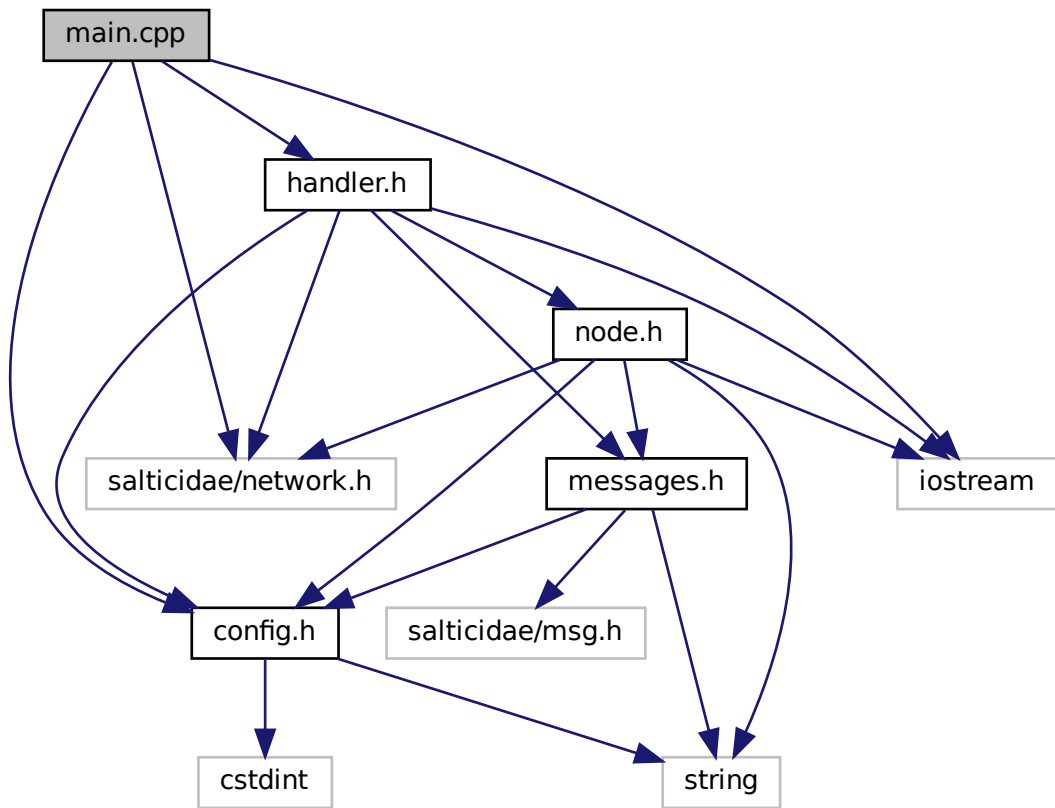 main.cpp
handler.h
node.h
salticidae/network.h
messages.h
iostream
config.h
salticidae/msg.h
cstdint
string